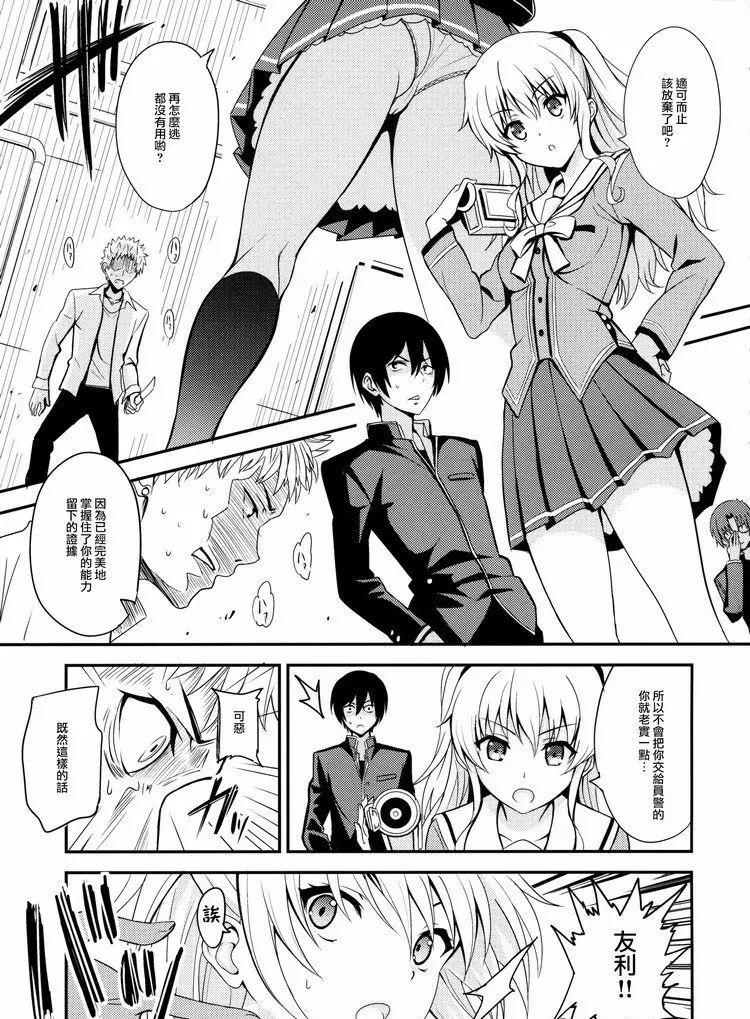 適可而止
該放棄了吧?
再怎麼逃
都沒有用喲?
因為已經完美地
掌握住了你的能力
留下的證據
所以不會把你交給員警的
你就老實一點…
可惡
既然這樣的話
友利!!
誒